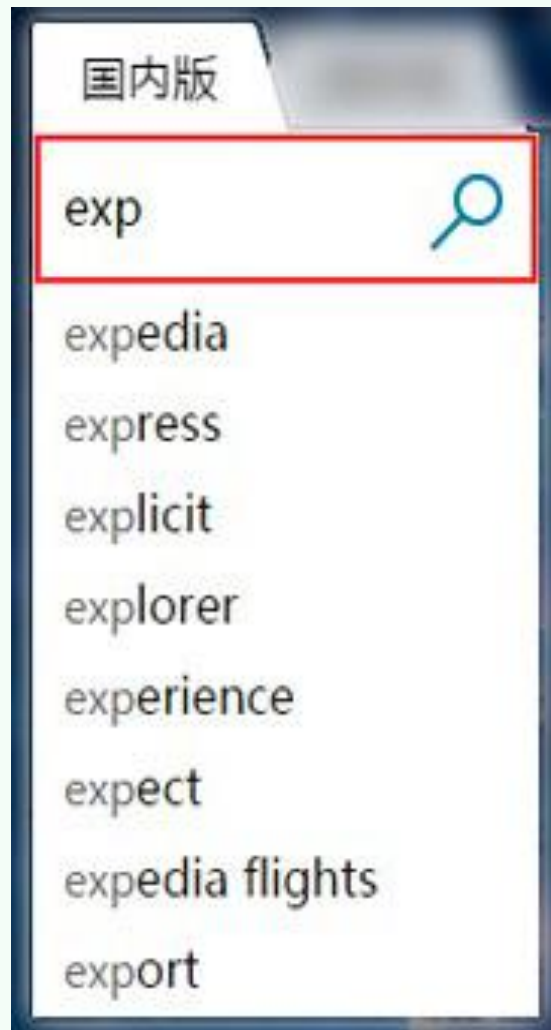 国内版
exp
expedia
express
explicit
explorer
experience
expect
expedia flights
export